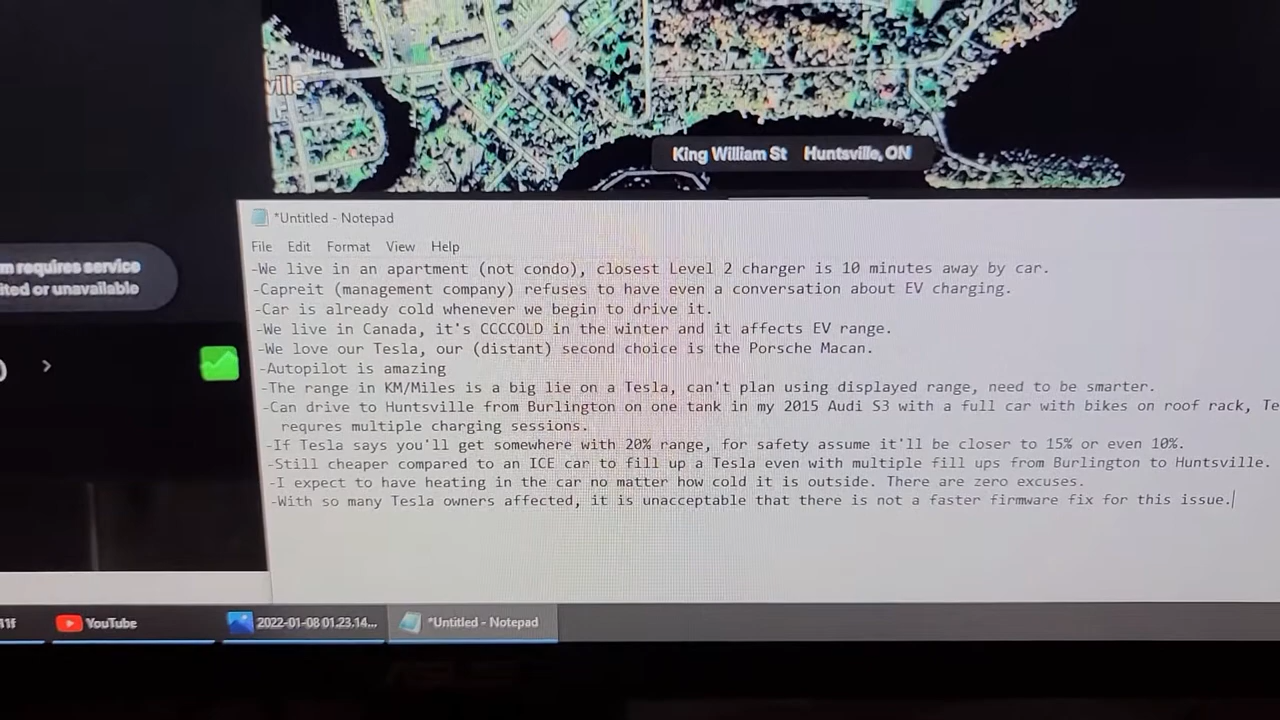 ville
King William St Huntsville, ON
*Untitled - Notepad
File Edit Format View Help
m requires service
ited or unavailable
-We live in an apartment (not condo), closest Level 2 charger is 10 minutes away by car.
-Capreit (management company) refuses to have even a conversation about EV charging.
-Car is already cold whenever we begin to drive it.
-We live in Canada, it's CCCCOLD in the winter and it affects EV range.
-We love our Tesla, our (distant) second choice is the Porsche Macan.
-Autopilot is amazing
-The range in KM/Miles is a big lie on a Tesla, can't plan using displayed range, need to be smarter.
-Can drive to Huntsville from Burlington on one tank in my 2015 Audi S3 with a full car with bikes on roof rack, Te
requres multiple charging sessions.
-If Tesla says you'll get somewhere with 20% range, for safety assume it'll be closer to 15% or even 10%.
-Still cheaper compared to an ICE car to fill up a Tesla even with multiple fill ups from Burlington to Huntsville.
-I expect to have heating in the car no matter how cold it is outside. There are zero excuses.
-With so many Tesla owners affected, it is unacceptable that there is not a faster firmware fix for this issue.
YouTube
2022-01-08 01.23.14...
*Untitled - Notepad